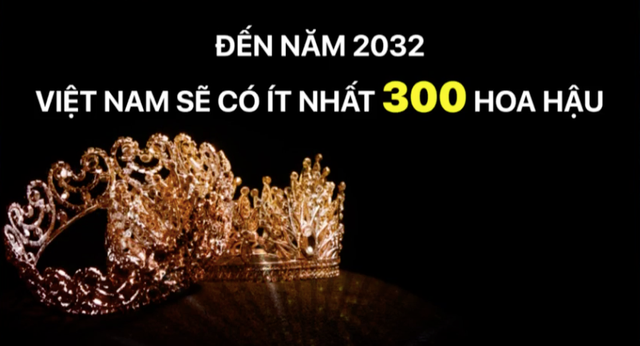 ĐẾN NĂM 2032
VIỆT NAM SẼ CÓ ÍT NHẤT 300 HOA HẬU